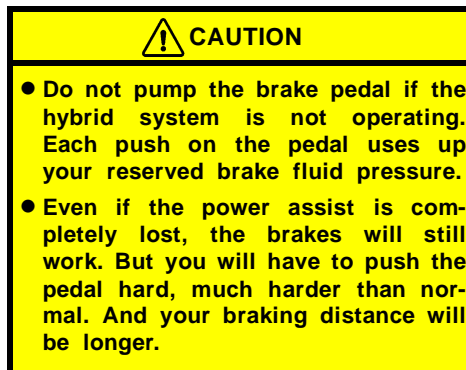 CAUTION
● Do not pump the brake pedal if the
hybrid system is not operating.
Each push on the pedal uses up
your reserved brake fluid pressure.
● Even if the power assist is com-
pletely lost, the brakes will still
work. But you will have to push the
pedal hard, much harder than nor-
mal. And your braking distance will
be longer.